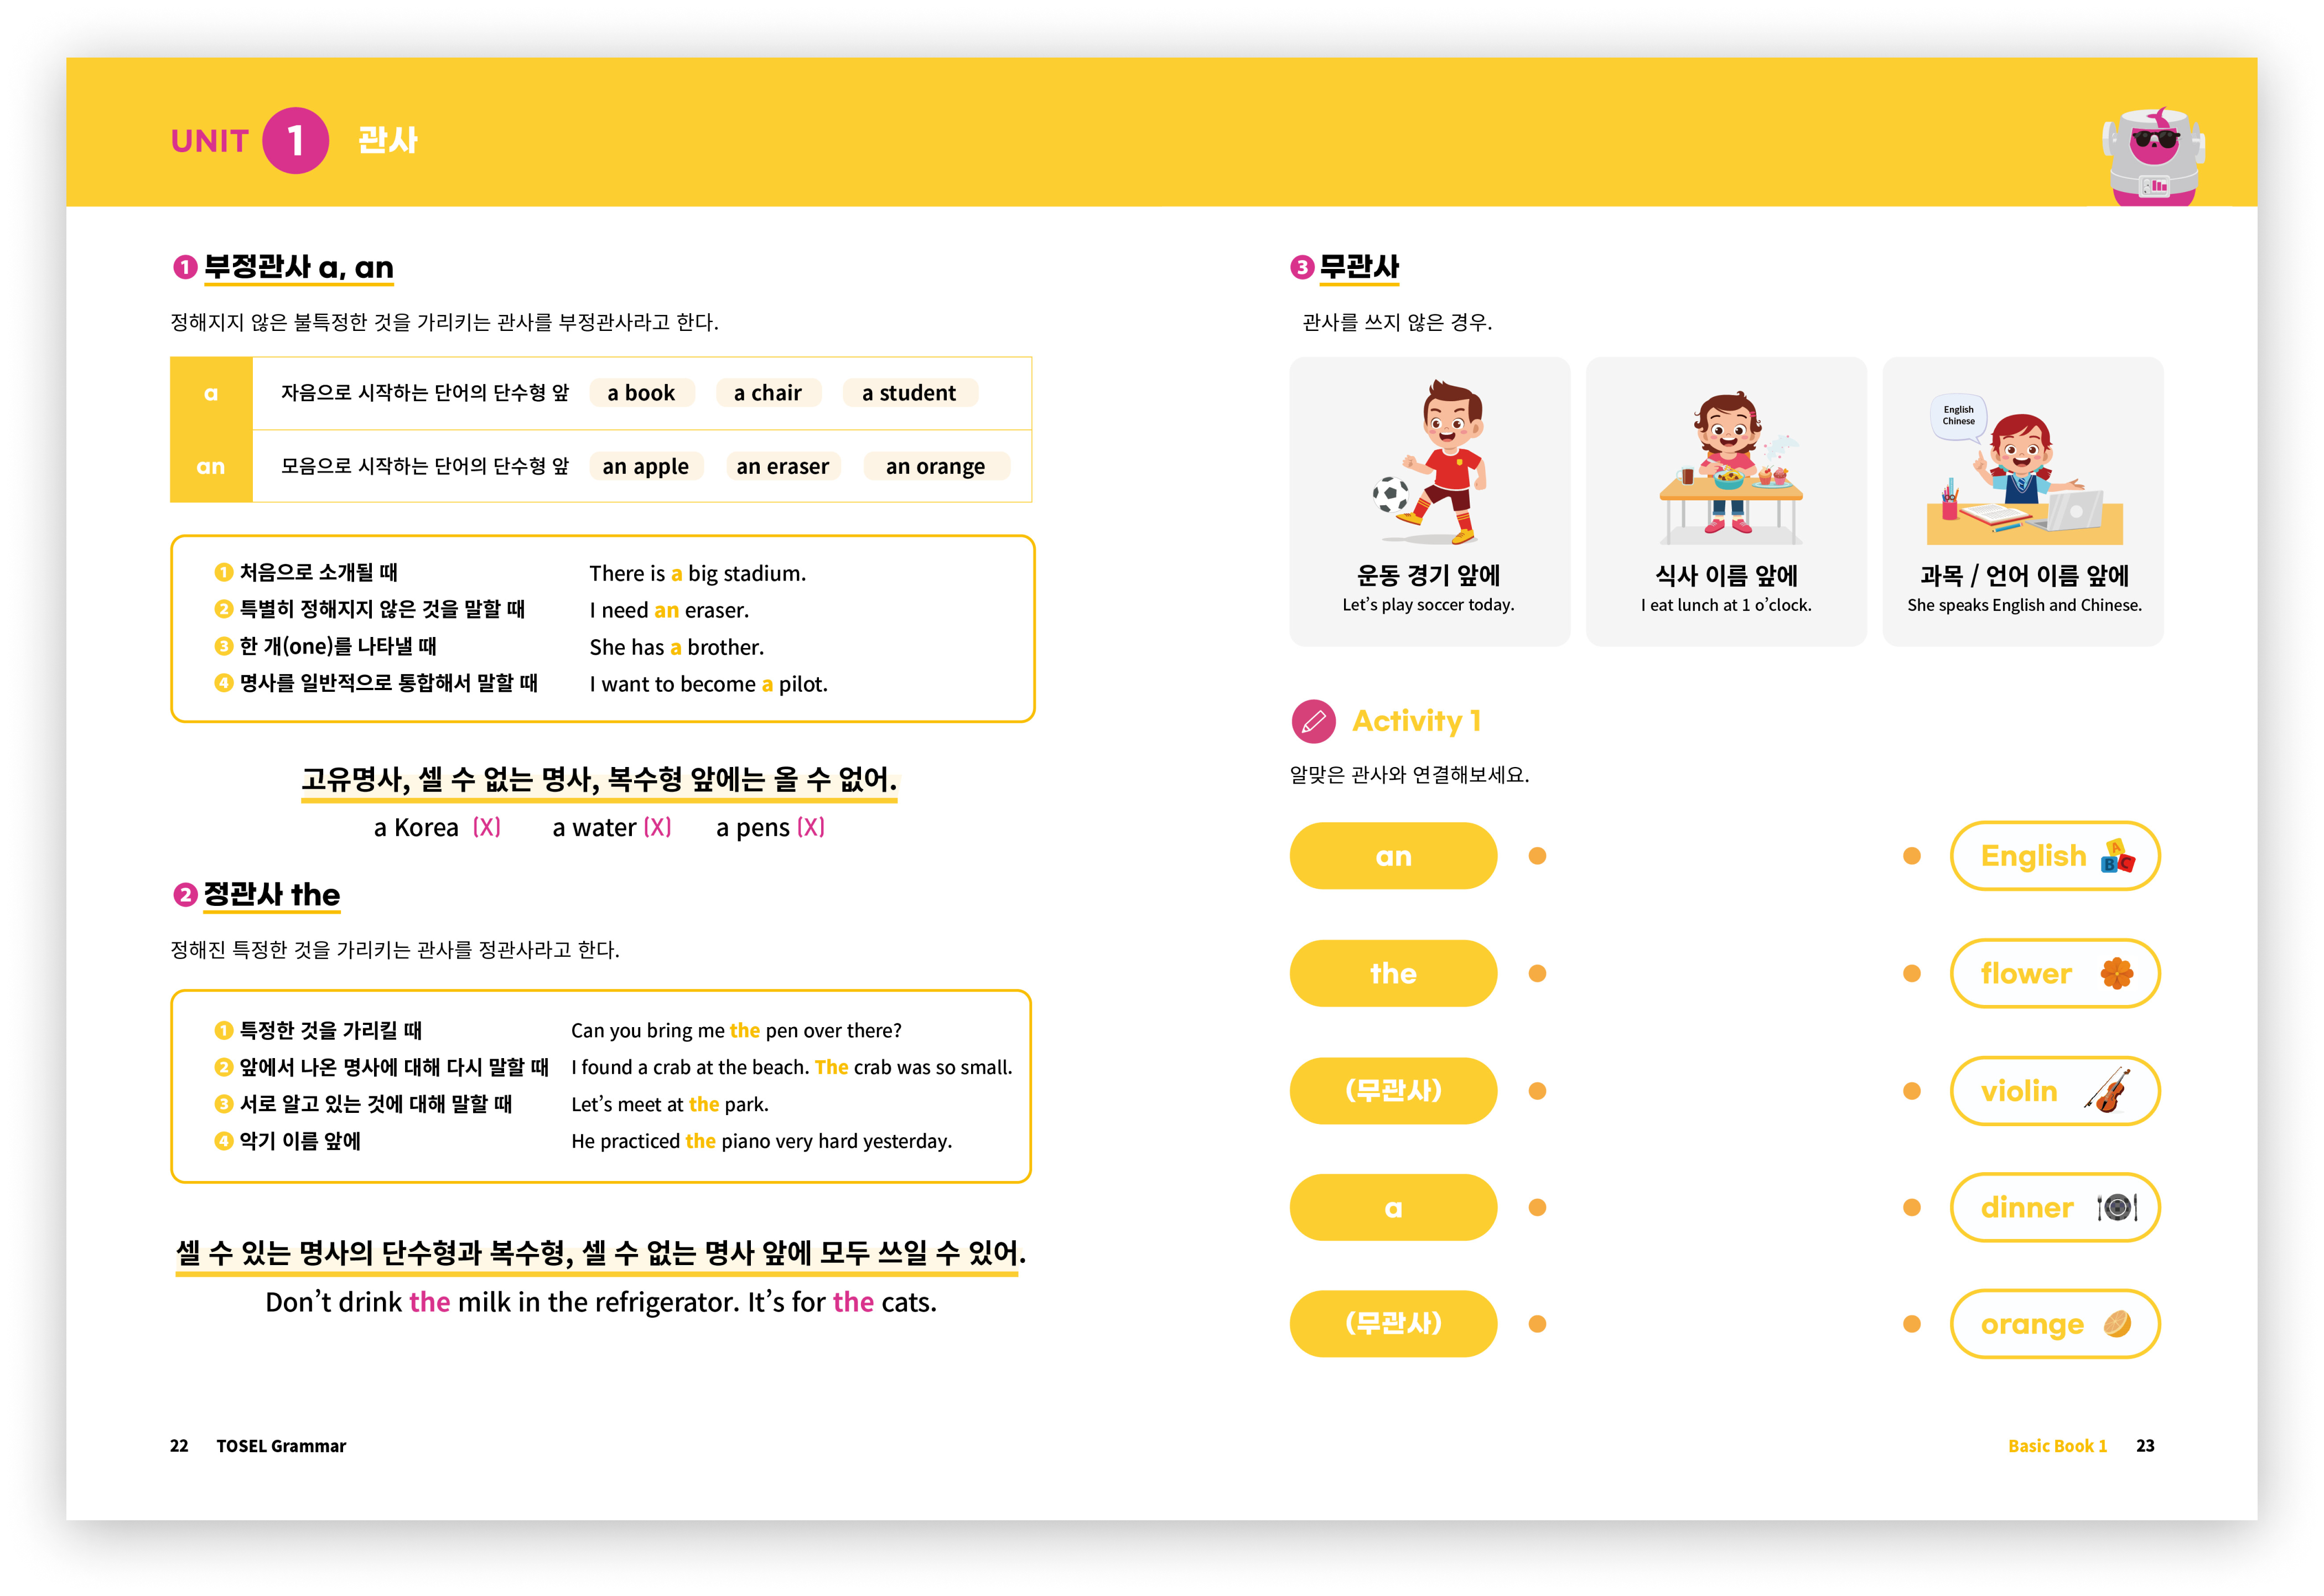 UNIT 1 관사
1 부정관사 a, an
정해지지 않은 불특정한 것을 가리키는 관사를 부정관사라고 한다.
a 자음으로 시작하는 단어의 단수형 앞 a book a chair a student
an 모음으로 시작하는 단어의 단수형 앞 an apple an eraser an orange
1 처음으로 소개될 때 There is a big stadium.
2 특별히 정해지지 않은 것을 말할 때 I need an eraser.
3 한 개(one)를 나타낼 때 She has a brother.
4 명사를 일반적으로 통합해서 말할 때 I want to become a pilot.
고유명사, 셀 수 없는 명사, 복수형 앞에는 올 수 없어.
a Korea (X) a water (X) a pens (X)
2 정관사 the
정해진 특정한 것을 가리키는 관사를 정관사라고 한다.
1 특정한 것을 가리킬 때 Can you bring me the pen over there?
2 앞에서 나온 명사에 대해 다시 말할 때 I found a crab at the beach. The crab was so small.
3 서로 알고 있는 것에 대해 말할 때 Let's meet at the park.
4 악기 이름 앞에 He practiced the piano very hard yesterday.
셀 수 있는 명사의 단수형과 복수형, 셀 수 없는 명사 앞에 모두 쓰일 수 있어.
Don't drink the milk in the refrigerator. It's for the cats.
22 TOSEL Grammar
3 무관사
관사를 쓰지 않은 경우.
운동 경기 앞에
Let's play soccer today.
식사 이름 앞에
I eat lunch at 1 o'clock.
English
Chinese
과목 / 언어 이름 앞에
She speaks English and Chinese.
Activity 1
알맞은 관사와 연결해보세요.
an English A B C
the flower
(무관사) violin
a dinner
(무관사) orange
Basic Book 1 23